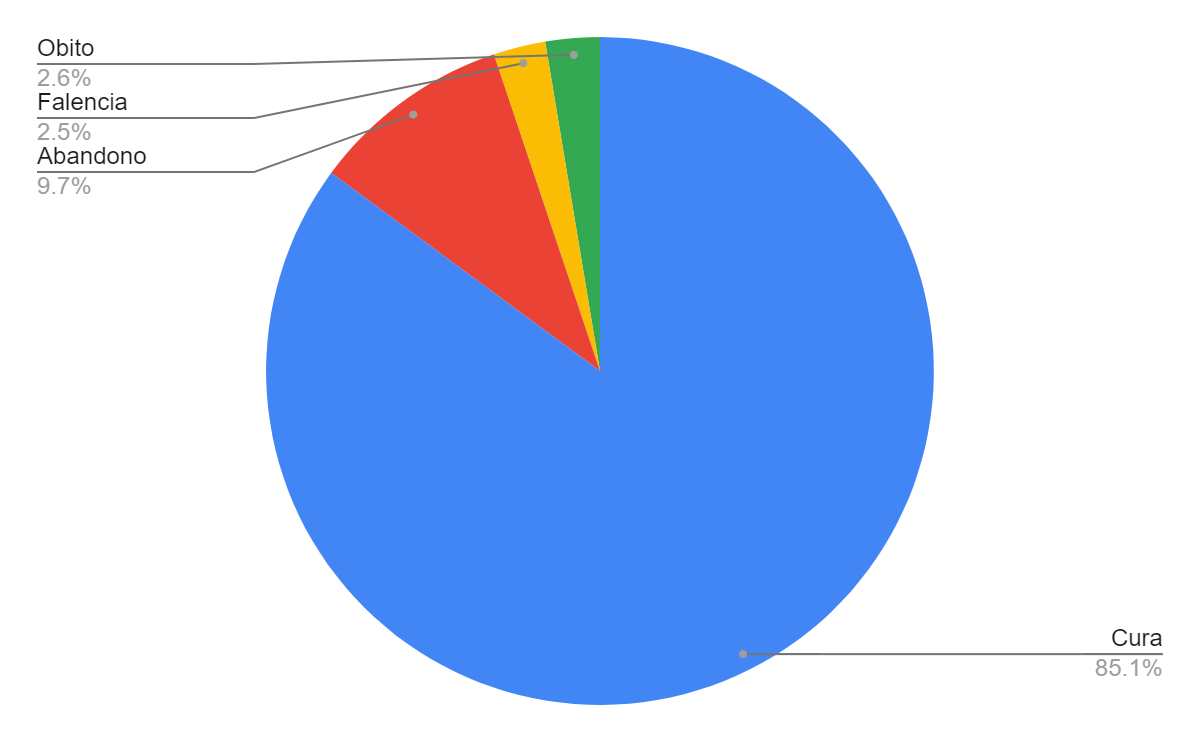 Obito
2.6%
Falencia
2.5%
Abandono
9.7%
Cura
85.1%